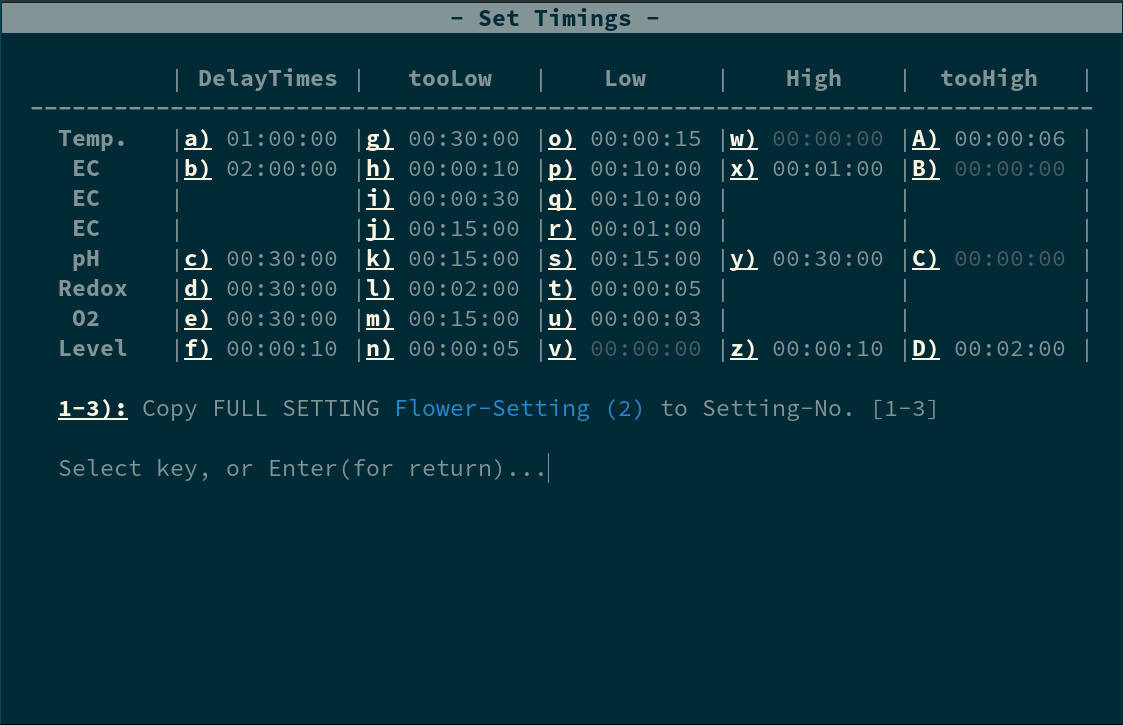 - Set Timings -
| DelayTimes | tooLow | Low | High | tooHigh |
----------------------------------------------------------------------------
Temp. |a) 01:00:00 |g) 00:30:00 |o) 00:00:15 |w) 00:00:00 |A) 00:00:06 |
EC |b) 02:00:00 |h) 00:00:10 |p) 00:10:00 |x) 00:01:00 |B) 00:00:00 |
EC | |i) 00:00:30 |q) 00:10:00 | | |
EC | |j) 00:15:00 |r) 00:01:00 | | |
pH |c) 00:30:00 |k) 00:15:00 |s) 00:15:00 |y) 00:30:00 |C) 00:00:00 |
Redox |d) 00:30:00 |l) 00:02:00 |t) 00:00:05 | | |
O2 |e) 00:30:00 |m) 00:15:00 |u) 00:00:03 | | |
Level |f) 00:00:10 |n) 00:00:05 |v) 00:00:00 |z) 00:00:10 |D) 00:02:00 |
1-3): Copy FULL SETTING Flower-Setting (2) to Setting-No. [1-3]
Select key, or Enter(for return)...